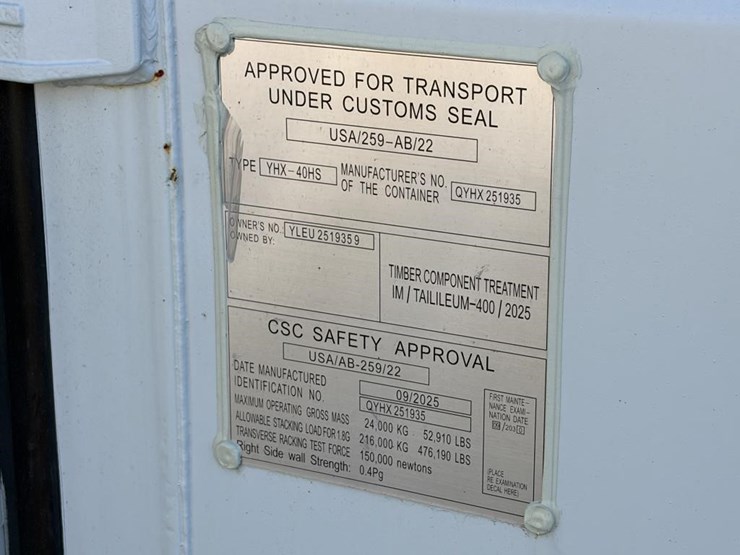 APPROVED FOR TRANSPORT
UNDER CUSTOMS SEAL
USA/259-AB/22
TYPE YHX-40HS MANUFACTURER'S NO. OF THE CONTAINER QYHX 251935
OWNER'S NO.: YLEU 2519359
OWNED BY:
TIMBER COMPONENT TREATMENT
IM / TAILILEUM-400 / 2025
CSC SAFETY APPROVAL
USA/AB-259/22
DATE MANUFACTURED 09/2025
IDENTIFICATION NO. QYHX 251935
MAXIMUM OPERATING GROSS MASS 24,000 KG 52,910 LBS
ALLOWABLE STACKING LOAD FOR 1.8G 216,000 KG 476,190 LBS
TRANSVERSE RACKING TEST FORCE 150,000 newtons
Right Side wall Strength: 0.4Pg
FIRST MAINTE-
NANCE EXAMI-
NATION DATE
(PLACE
RE EXAMINATION
DECAL HERE)